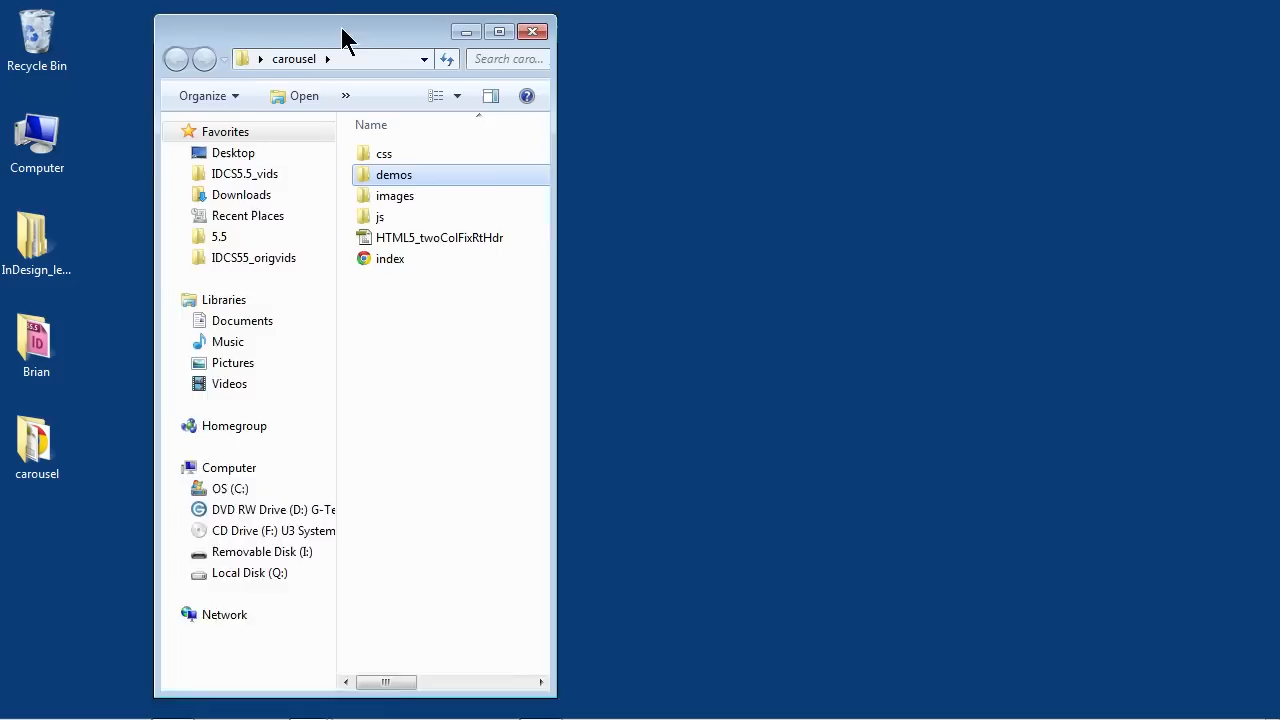 Recycle Bin
Computer
InDesign_le...
Brian
carousel
carousel
Search caro...
Organize
Open
»
Name
Favorites
Desktop
IDCS5.5_vids
Downloads
Recent Places
5.5
IDCS55_origvids
Libraries
Documents
Music
Pictures
Videos
Homegroup
Computer
OS (C:)
DVD RW Drive (D:) G-Te
CD Drive (F:) U3 System
Removable Disk (I:)
Local Disk (Q:)
Network
css
demos
images
js
HTML5_twoColFixRtHdr
index